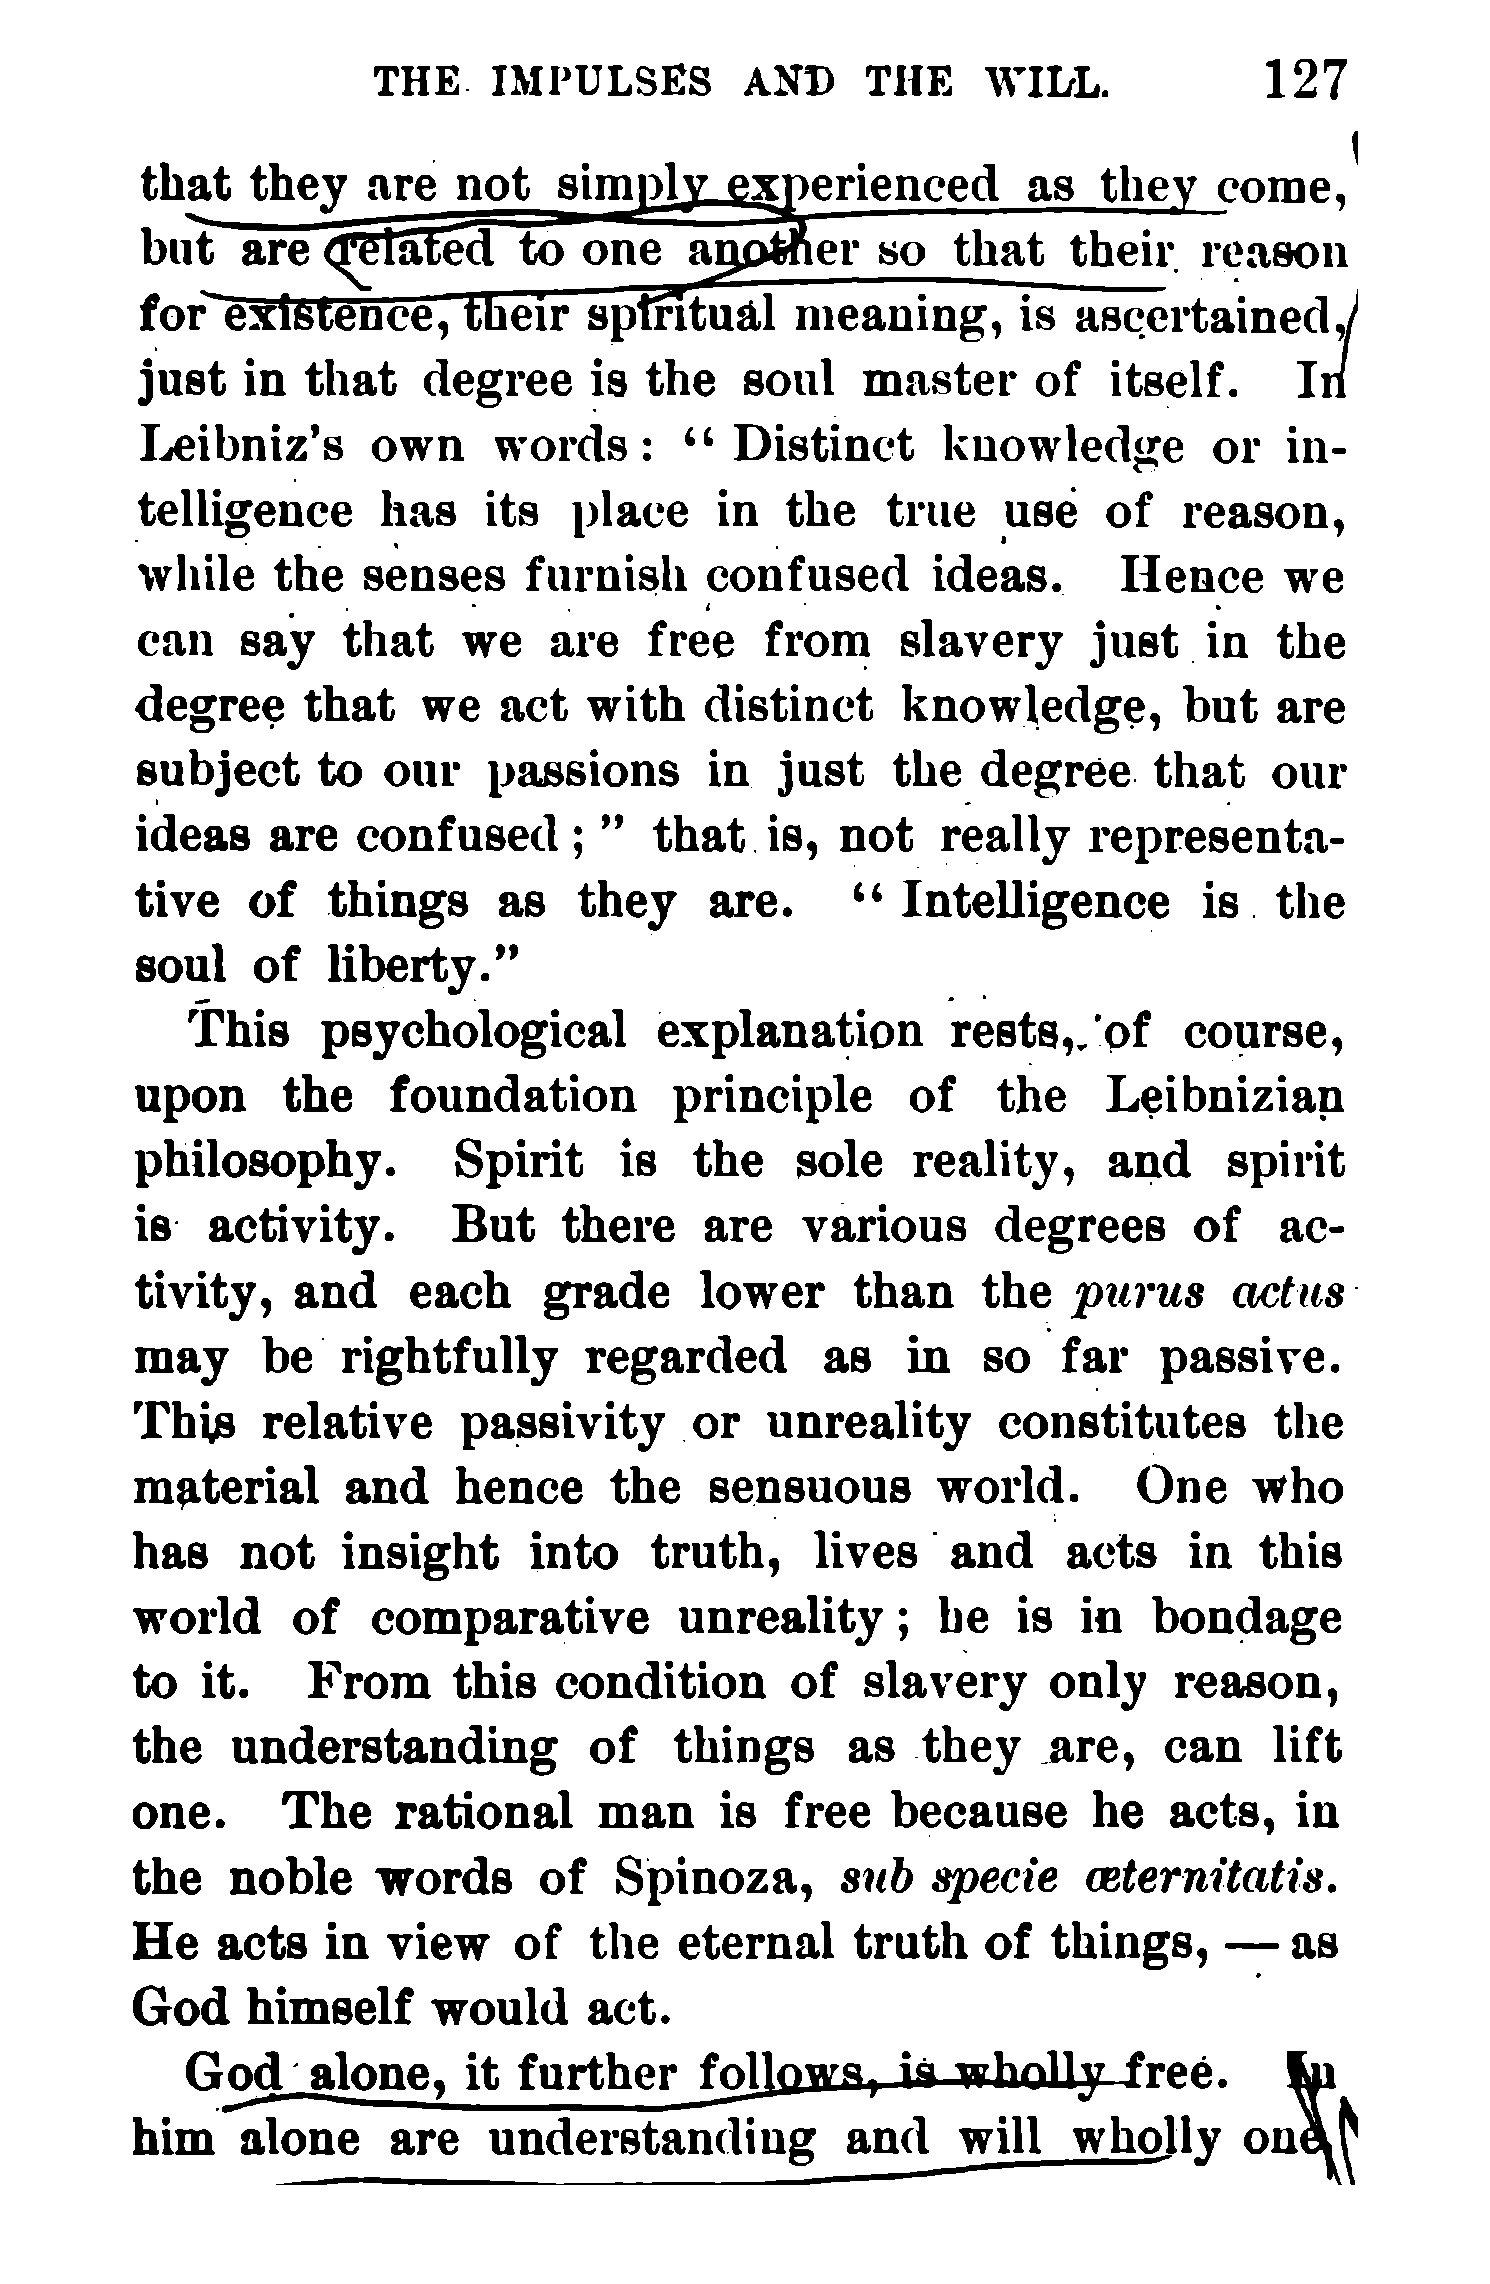 THE IMPULSES AND THE WILL. 127
that they are not simply experienced as they come,
but are related to one another so that their reason
for existence, their spiritual meaning, is ascertained,
just in that degree is the soul master of itself. In
Leibniz's own words: “ Distinct knowledge or in-
telligence has its place in the true use of reason,
while the senses furnish confused ideas. Hence we
can say that we are free from slavery just in the
degree that we act with distinct knowledge, but are
subject to our passions in just the degree that our
ideas are confused ; ” that is, not really representa-
tive of things as they are. “ Intelligence is the
soul of liberty.”
This psychological explanation rests, of course,
upon the foundation principle of the Leibnizian
philosophy. Spirit is the sole reality, and spirit
is activity. But there are various degrees of ac-
tivity, and each grade lower than the purus actus
may be rightfully regarded as in so far passive.
This relative passivity or unreality constitutes the
material and hence the sensuous world. One who
has not insight into truth, lives and acts in this
world of comparative unreality ; he is in bondage
to it. From this condition of slavery only reason,
the understanding of things as they are, can lift
one. The rational man is free because he acts, in
the noble words of Spinoza, sub specie æternitatis.
He acts in view of the eternal truth of things, — as
God himself would act.
God alone, it further follows, is wholly free. In
him alone are understanding and will wholly one.